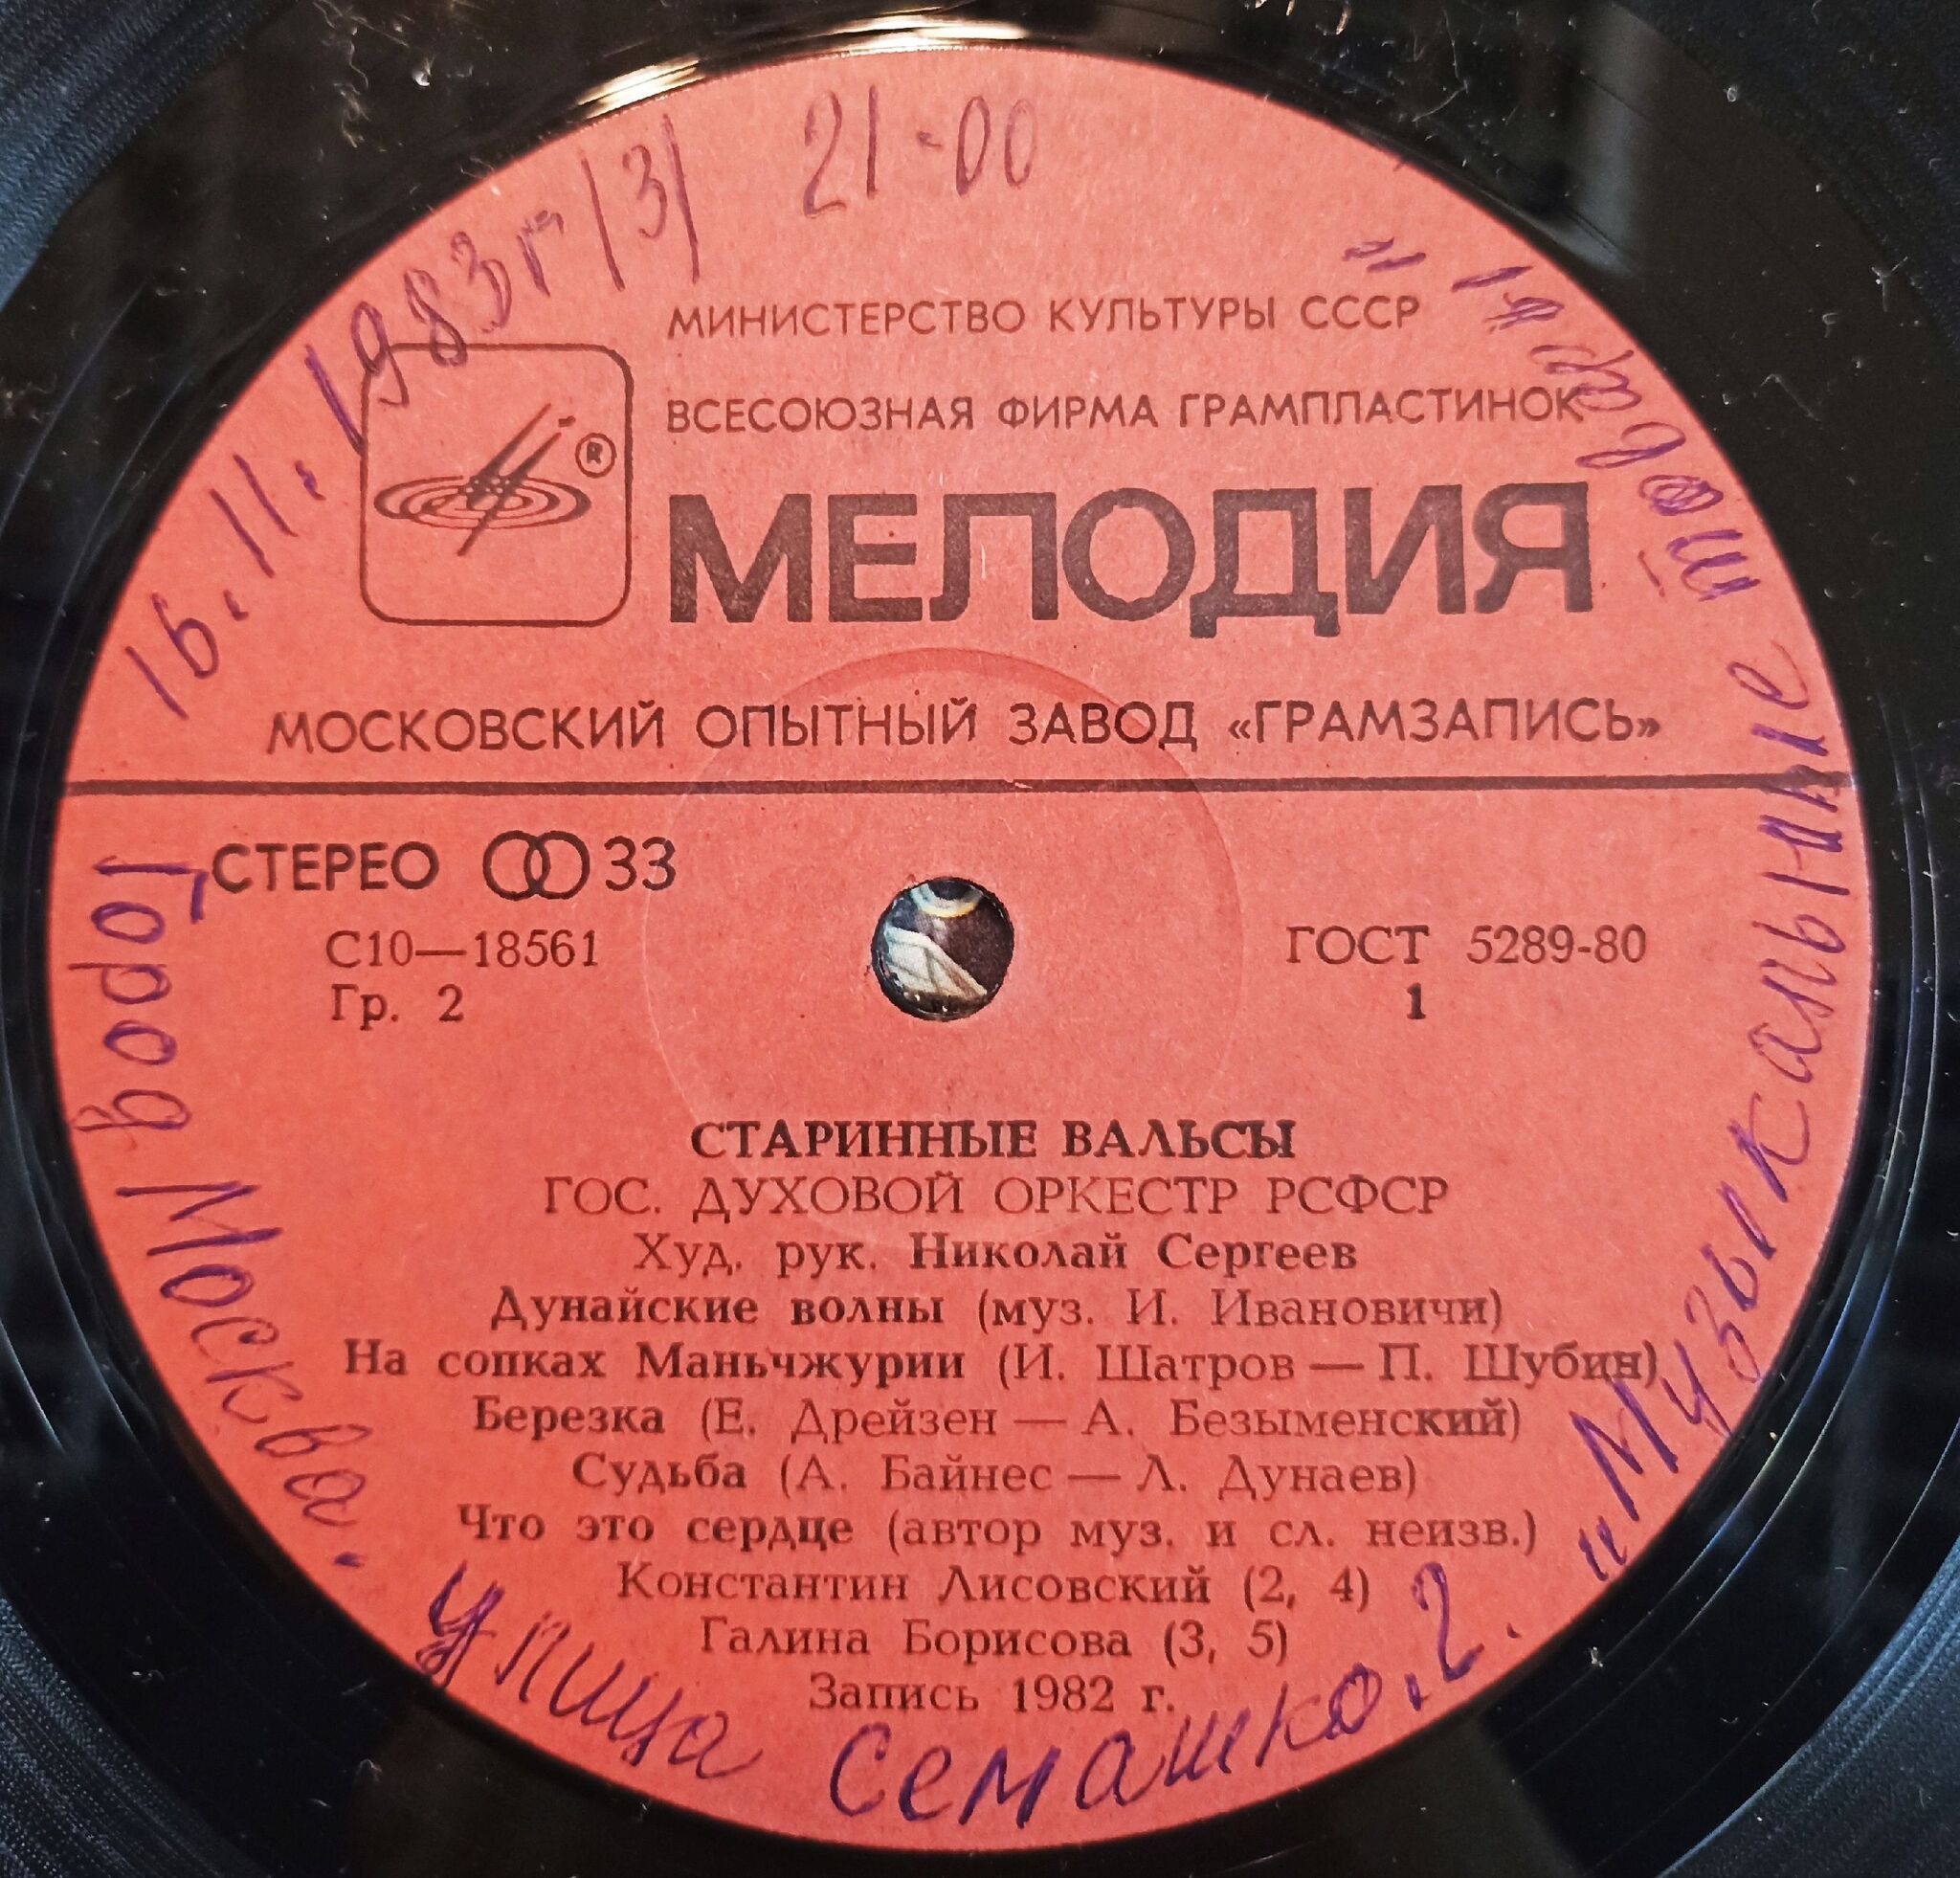 16.11.1983г /3/ 21-00
МИНИСТЕРСТВО КУЛЬТУРЫ СССР
ВСЕСОЮЗНАЯ ФИРМА ГРАМПЛАСТИНОК
®
МЕЛОДИЯ
МОСКОВСКИЙ ОПЫТНЫЙ ЗАВОД «ГРАМЗАПИСЬ»
СТЕРЕО 33
С10—18561
Гр. 2
ГОСТ 5289-80
1
СТАРИННЫЕ ВАЛЬСЫ
ГОС. ДУХОВОЙ ОРКЕСТР РСФСР
Худ. рук. Николай Сергеев
Дунайские волны (муз. И. Ивановичи)
На сопках Маньчжурии (И. Шатров — П. Шубин)
Березка (Е. Дрейзен — А. Безыменский)
Судьба (А. Байнес — Л. Дунаев)
Что это сердце (автор муз. и сл. неизв.)
Константин Лисовский (2, 4)
Галина Борисова (3, 5)
Запись 1982 г.
Город Москва.
улица Семашко.2.
„Музыкальные